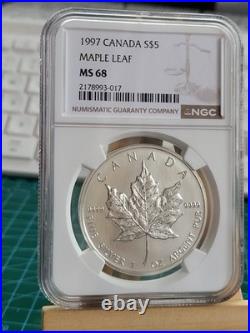 1997 CANADA S$5
MAPLE LEAF
MS 68
2178993-017
NUMISMATIC GUARANTY COMPANY
NGC
CANADA
9999
9999
FINE SILVER 1 OZ ARGENT PUR